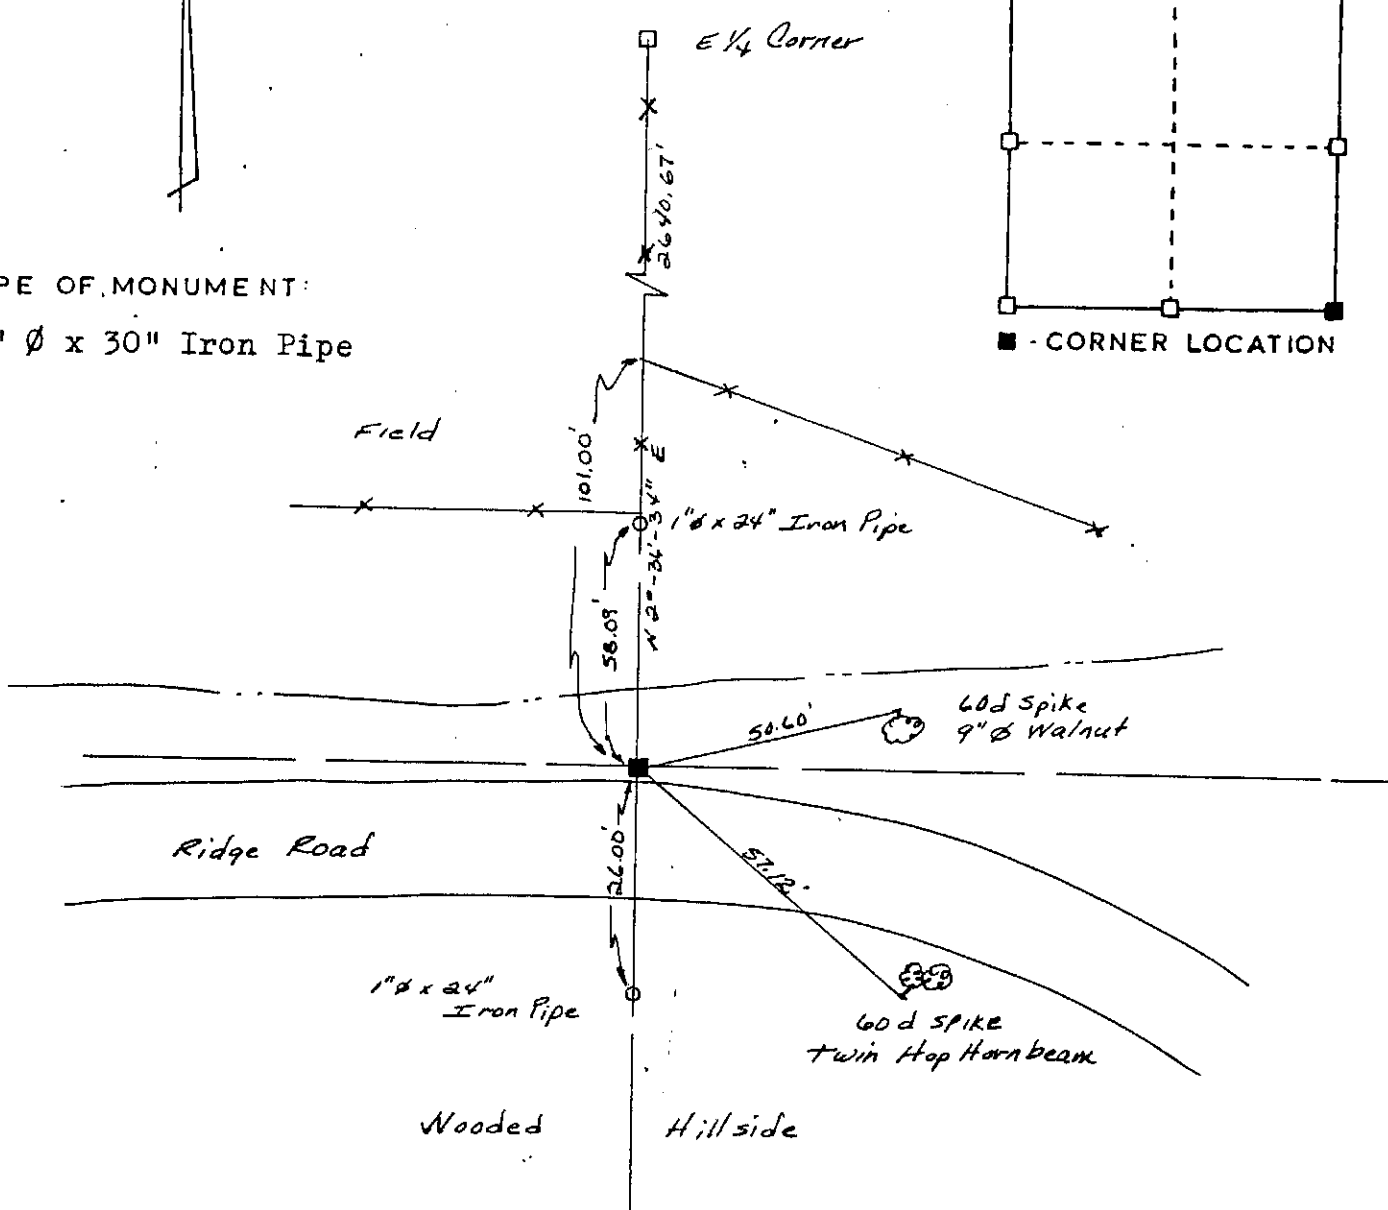 E 1/4 Corner
2640.67'
PE OF MONUMENT:
" Ø x 30" Iron Pipe
■ - CORNER LOCATION
Field
101.00'
N 2°-36'-34" E
1"ø x 24" Iron Pipe
58.09'
50.60'
60d Spike
9"ø Walnut
Ridge Road
26.00'
57.12'
1"ø x 24"
Iron Pipe
60d Spike
Twin Hop Hornbeam
Wooded Hillside